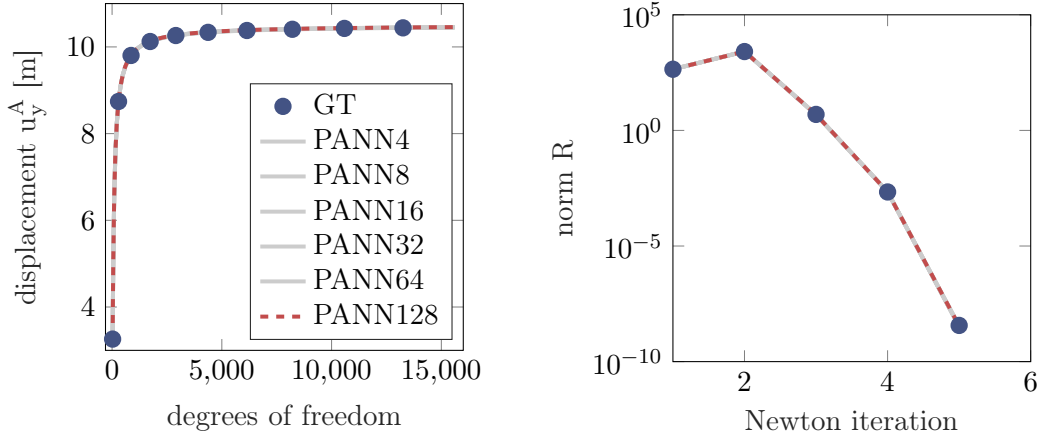 displacement u_y^A [m]
10
8
6
4
0
5,000
10,000
15,000
degrees of freedom
GT
PANN4
PANN8
PANN16
PANN32
PANN64
PANN128
norm R
10^5
10^0
10^−5
10^−10
2
4
6
Newton iteration